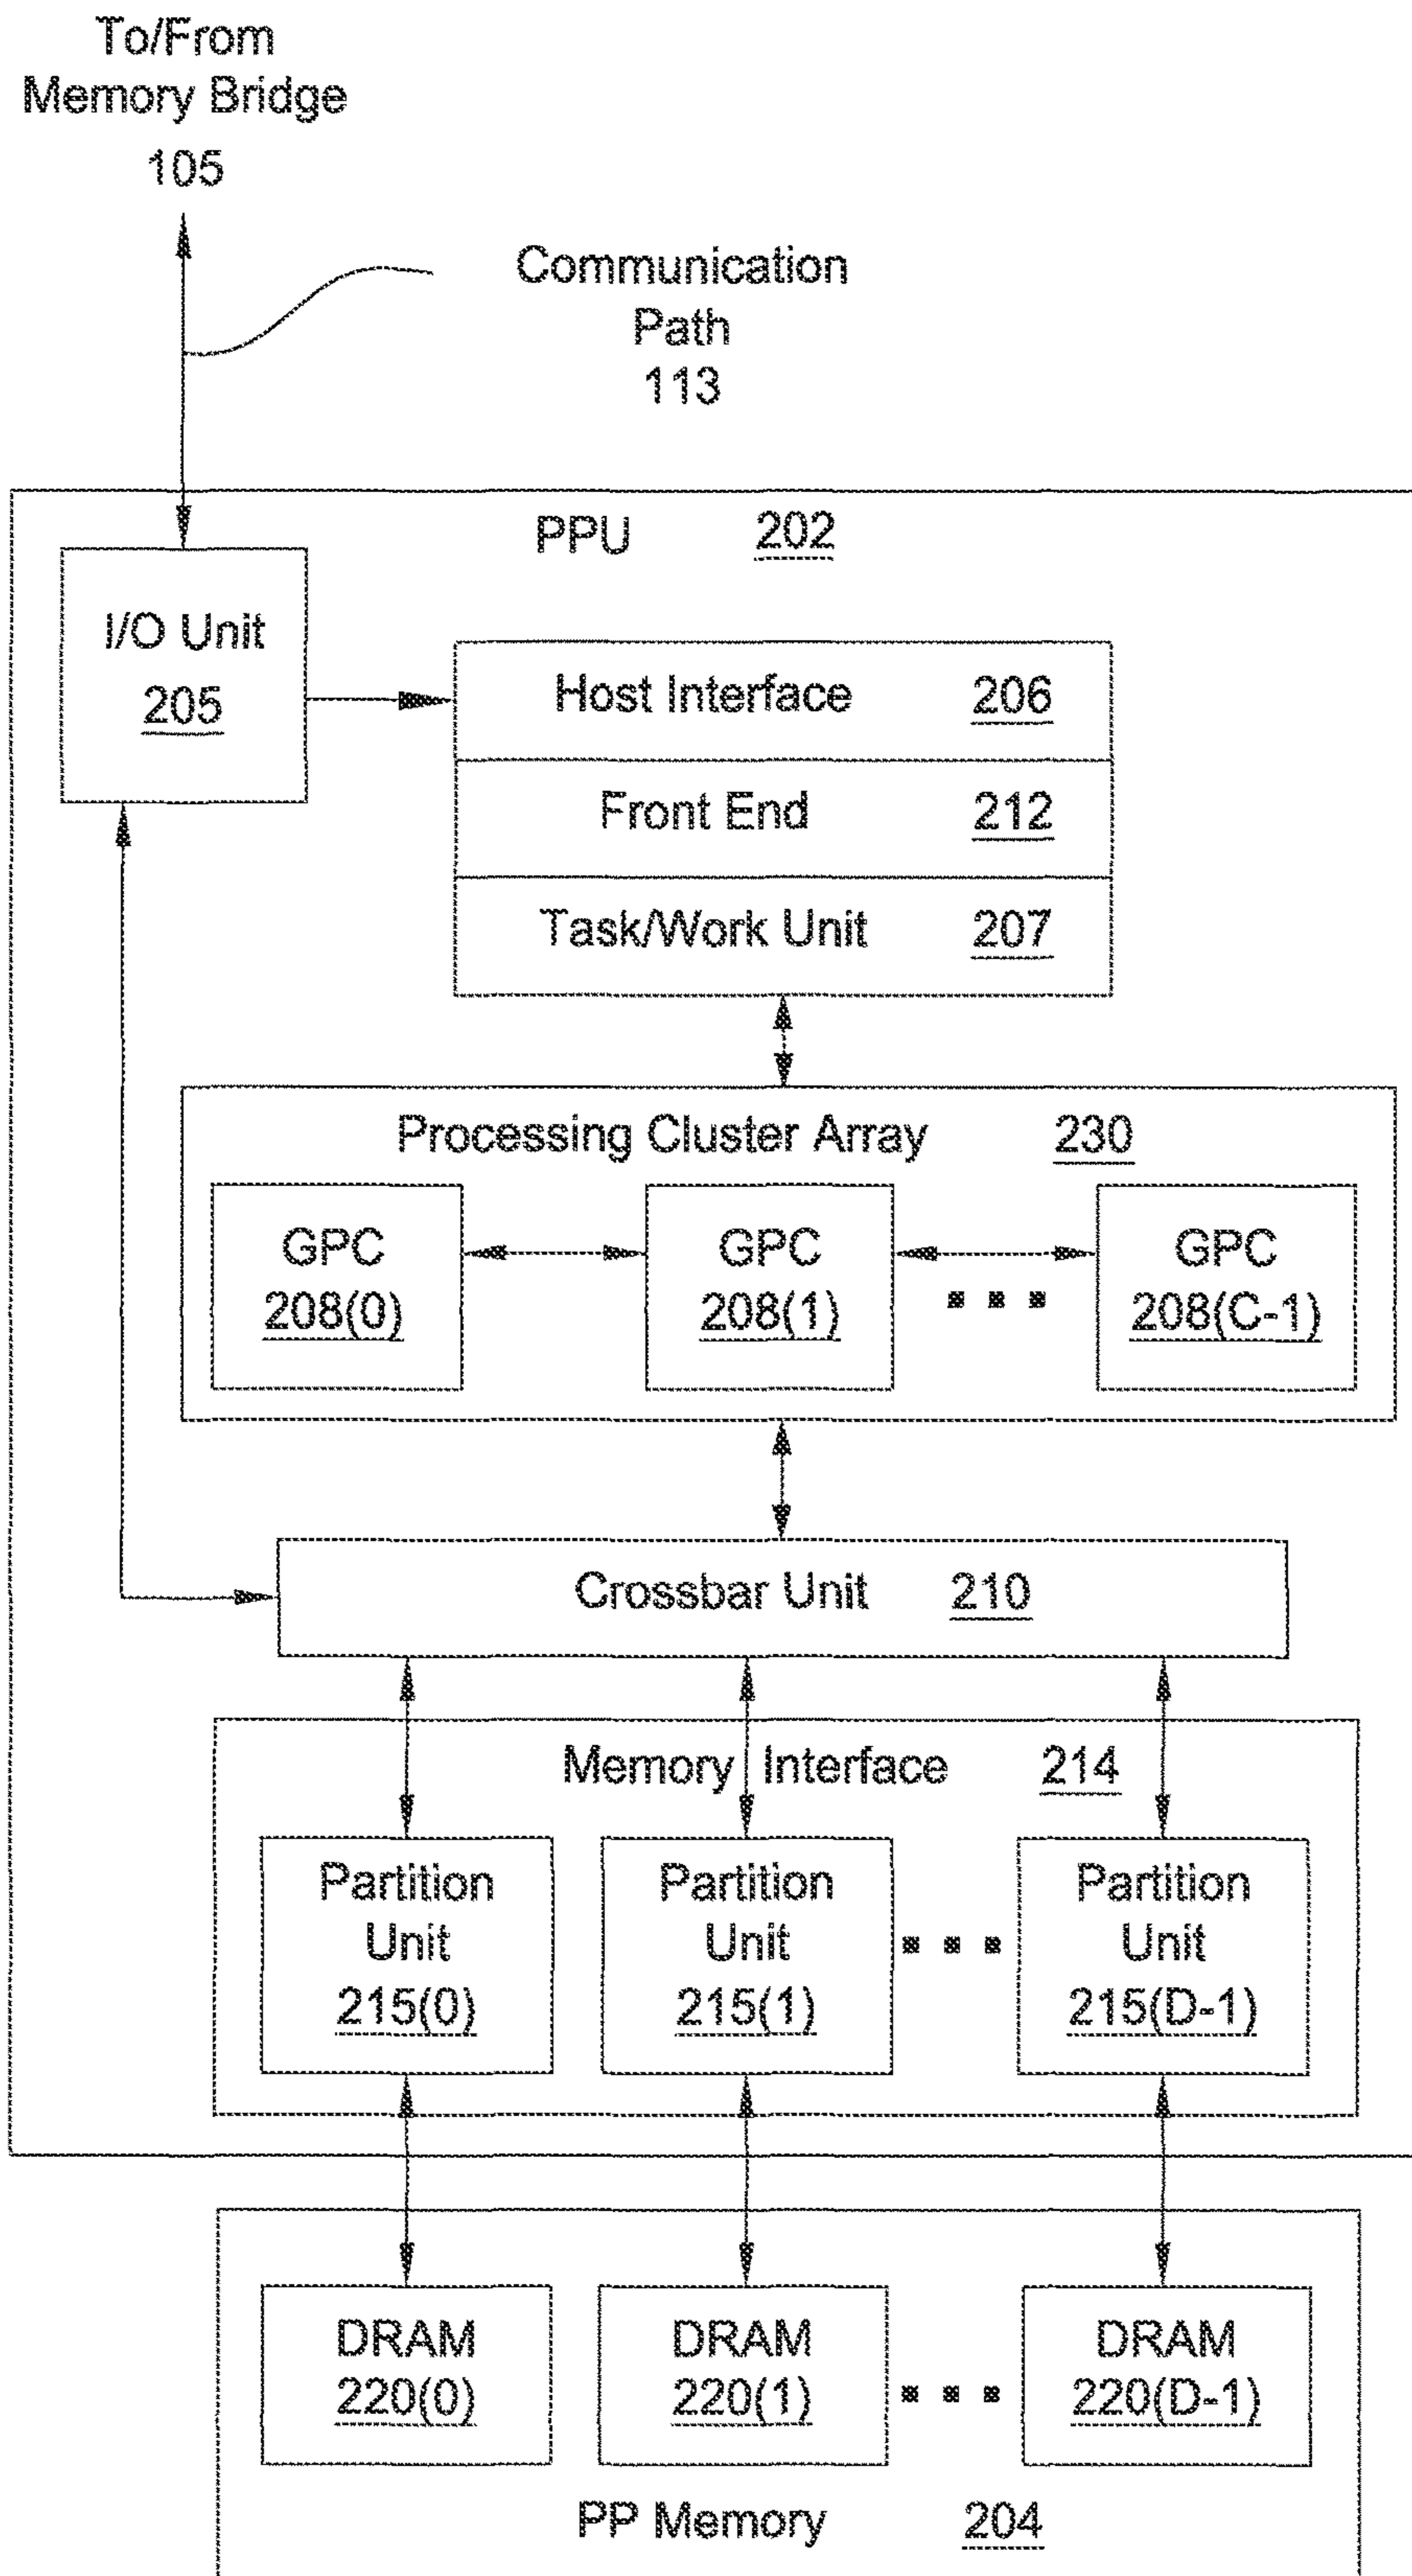 To/From
Memory Bridge
105
Communication
Path
113
PPU 202
I/O Unit
205
Host Interface 206
Front End 212
Task/Work Unit 207
Processing Cluster Array 230
GPC
208(0)
GPC
208(1)
GPC
208(C-1)
Crossbar Unit 210
Memory Interface 214
Partition
Unit
215(0)
Partition
Unit
215(1)
Partition
Unit
215(D-1)
DRAM
220(0)
DRAM
220(1)
DRAM
220(D-1)
PP Memory 204